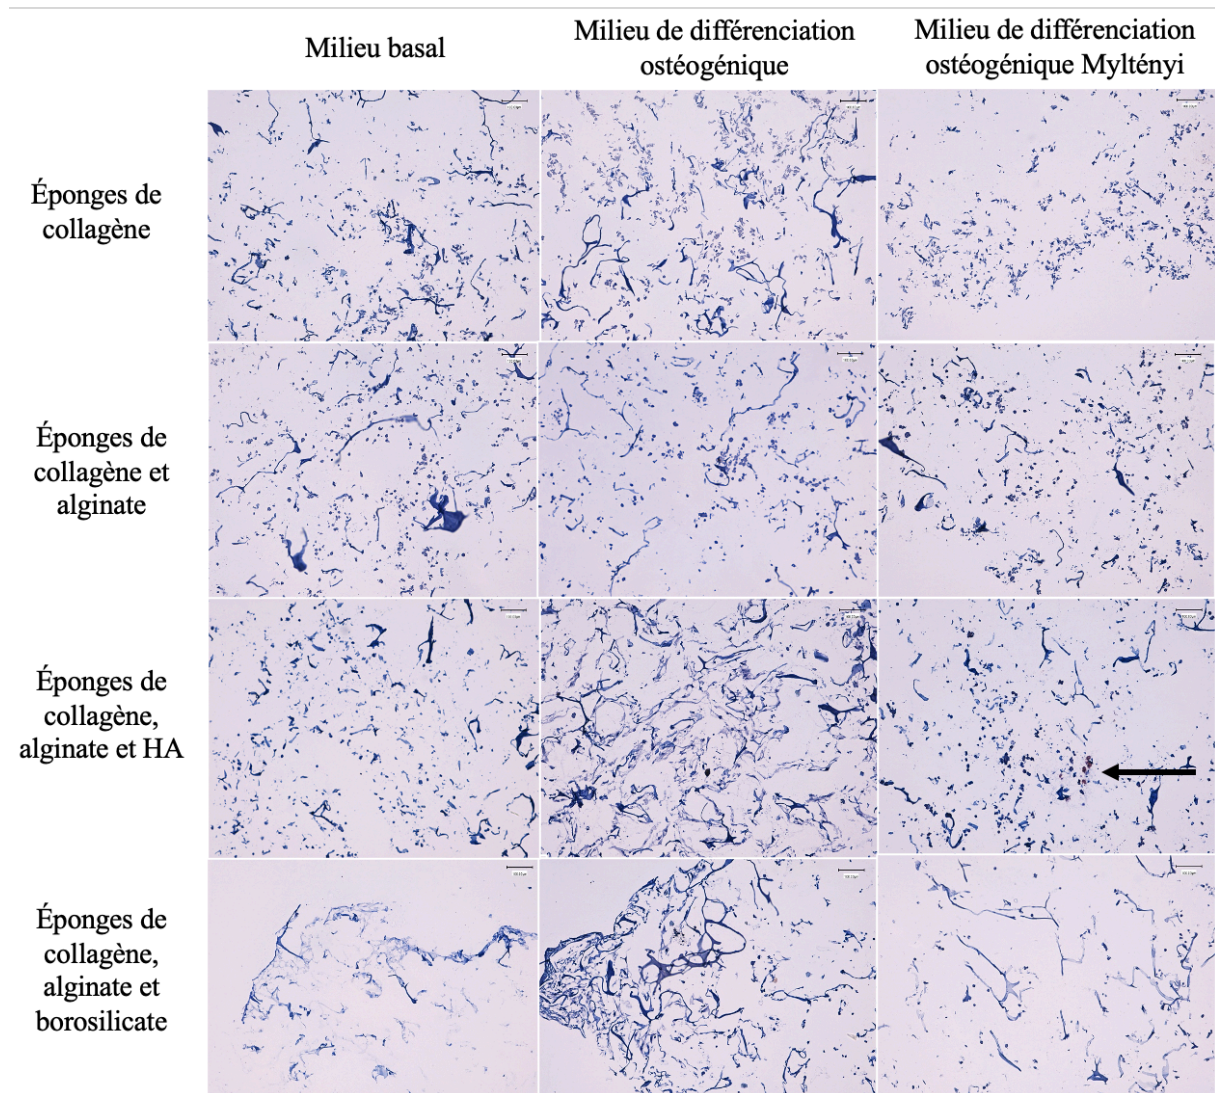 Milieu basal
Milieu de différenciation
ostéogénique
Milieu de différenciation
ostéogénique Myltényi
Éponges de
collagène
Éponges de
collagène et
alginate
Éponges de
collagène,
alginate et HA
Éponges de
collagène,
alginate et
borosilicate